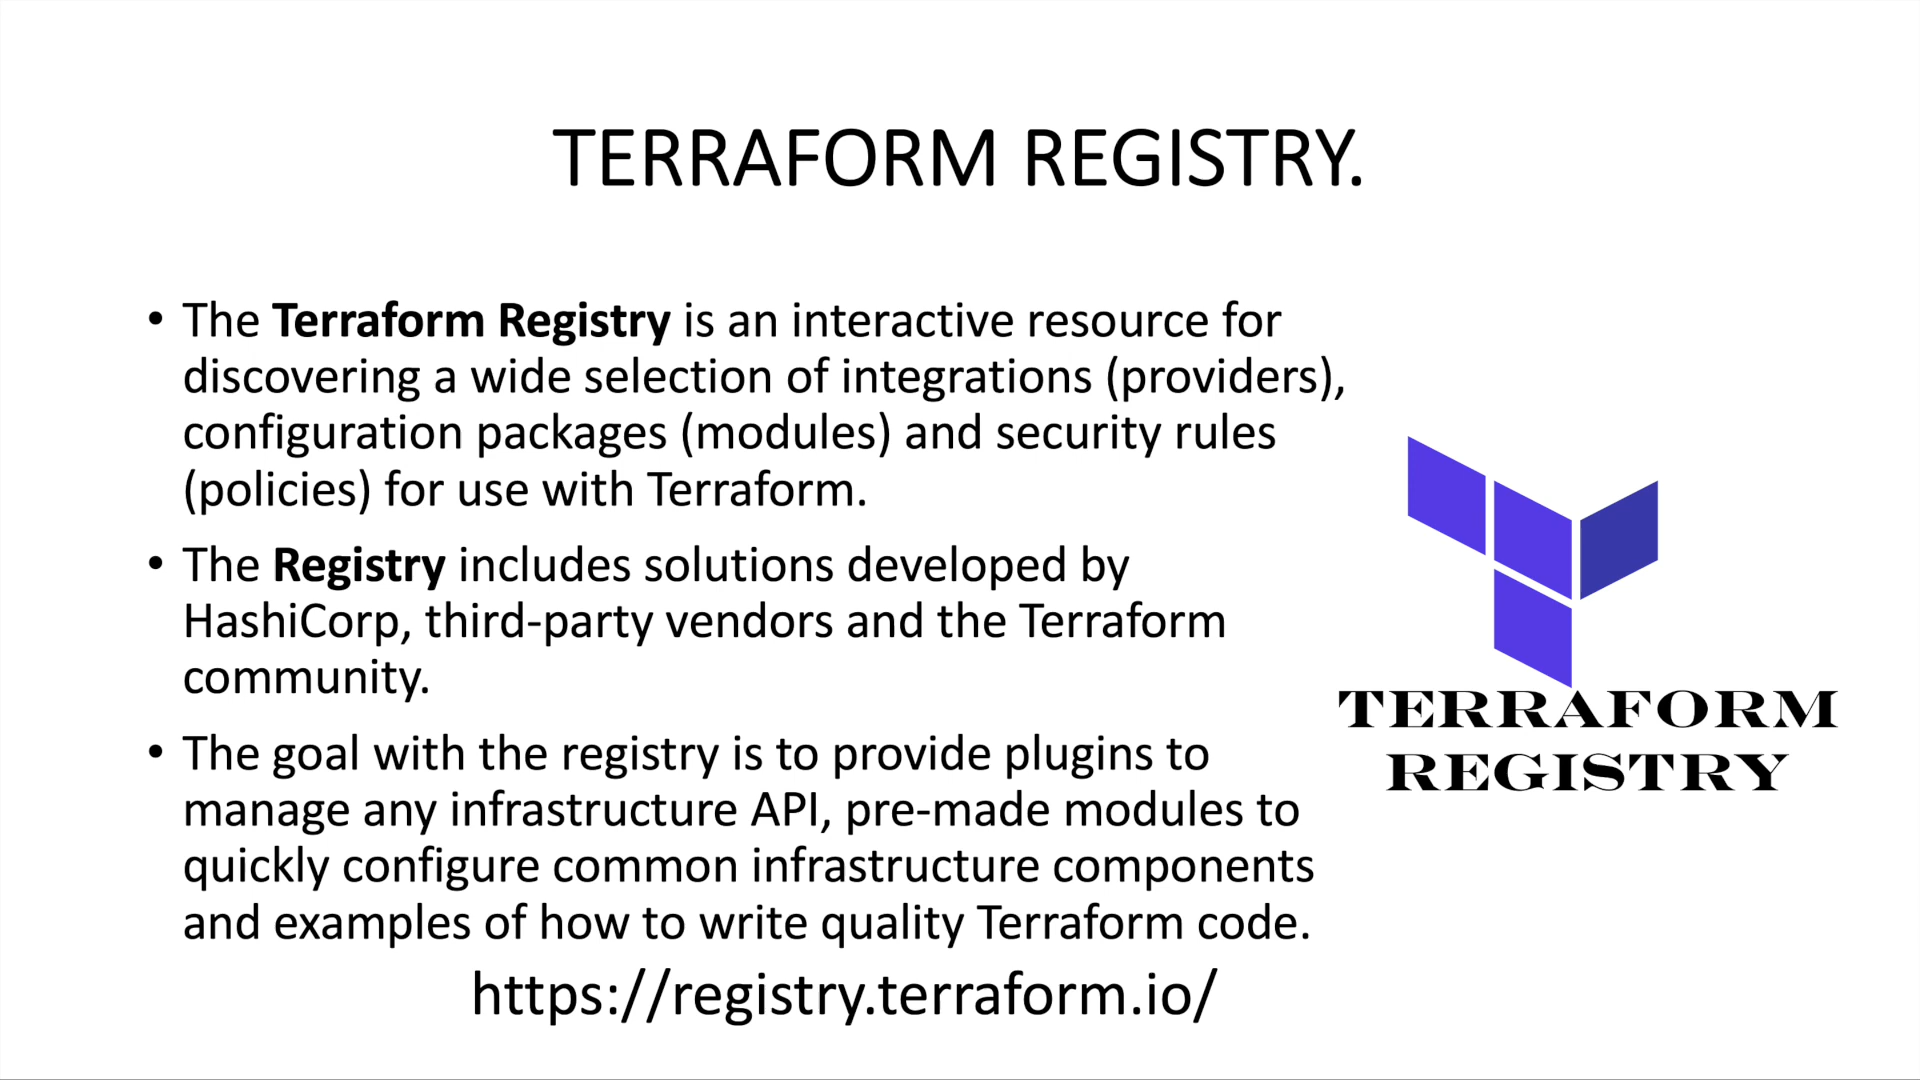 TERRAFORM REGISTRY.
• The Terraform Registry is an interactive resource for
discovering a wide selection of integrations (providers),
configuration packages (modules) and security rules
(policies) for use with Terraform.
• The Registry includes solutions developed by
HashiCorp, third-party vendors and the Terraform
community.
• The goal with the registry is to provide plugins to
manage any infrastructure API, pre-made modules to
quickly configure common infrastructure components
and examples of how to write quality Terraform code.
https://registry.terraform.io/
TERRAFORM
REGISTRY